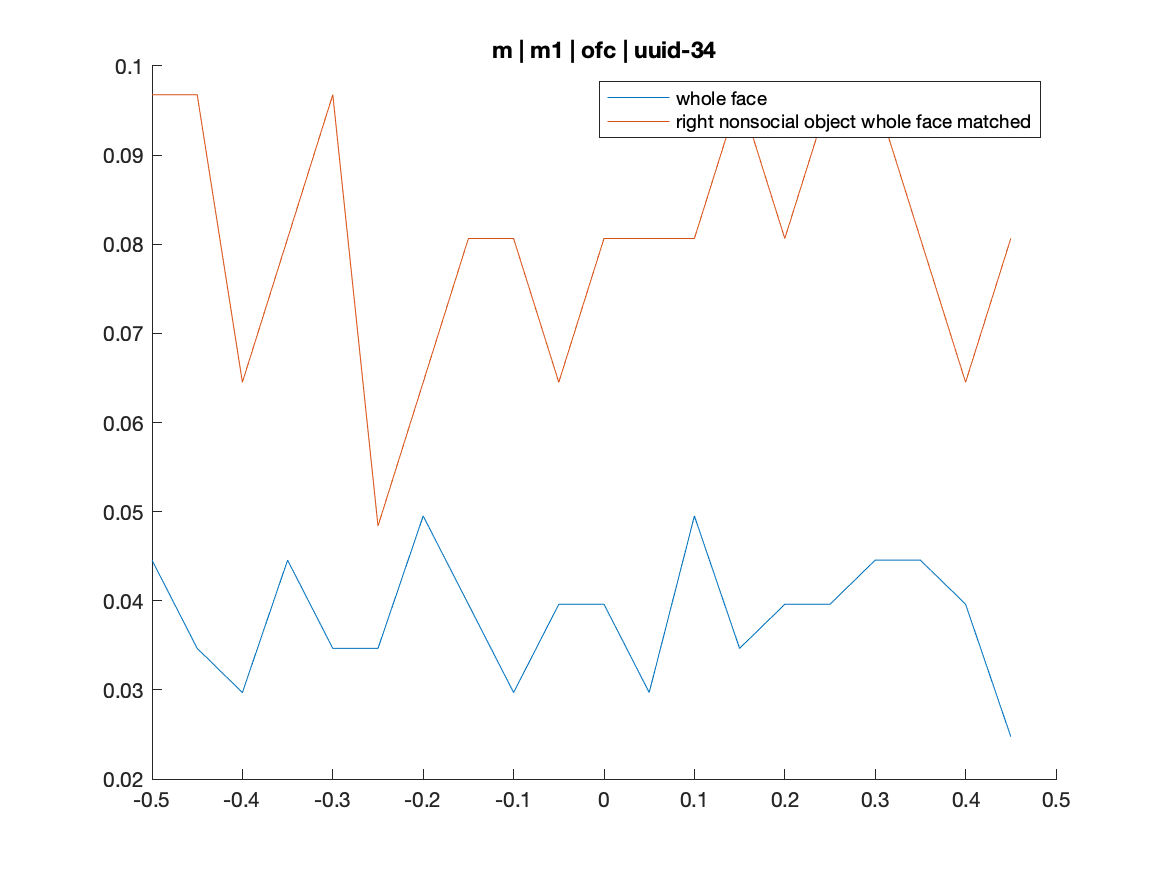 m | m1 | ofc | uuid-34
whole face
right nonsocial object whole face matched
0.1
0.09
0.08
0.07
0.06
0.05
0.04
0.03
0.02
-0.5 -0.4 -0.3 -0.2 -0.1 0 0.1 0.2 0.3 0.4 0.5